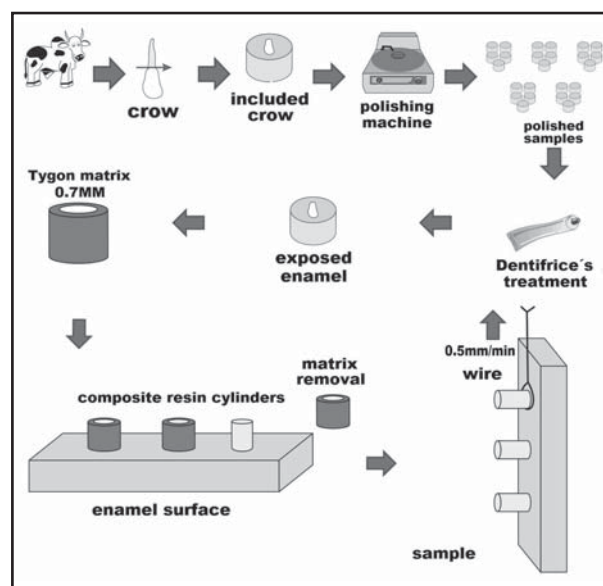 crow
included
crow
polishing
machine
polished
samples
Tygon matrix
0.7MM
exposed
enamel
Dentifrice´s
treatment
0.5mm/min
wire
matrix
removal
composite resin cylinders
enamel surface
sample